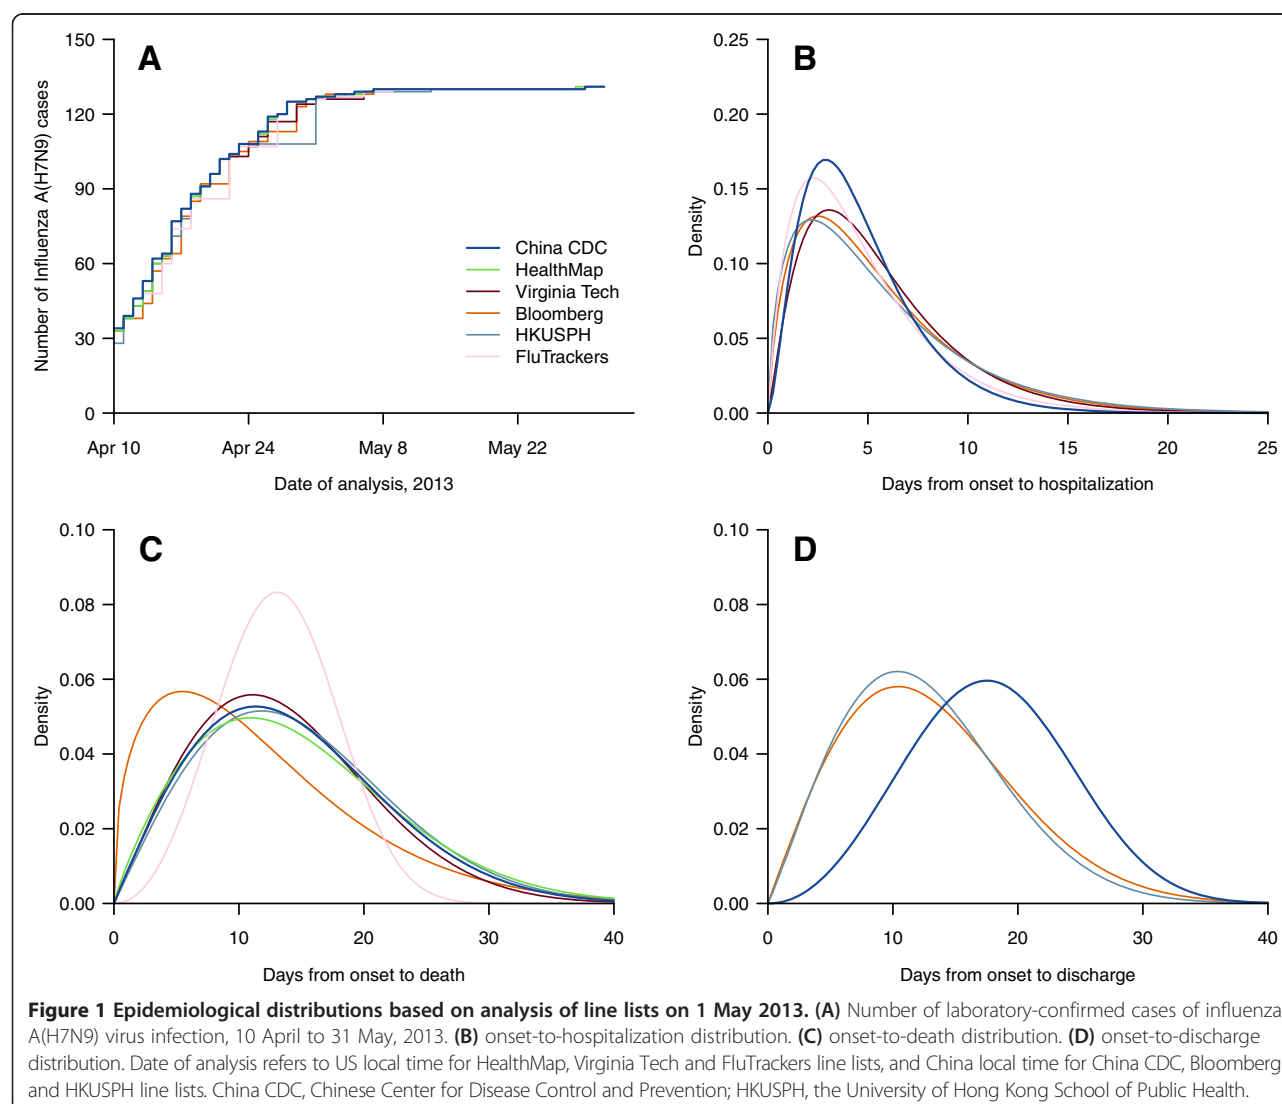 A
150
120
90
60
30
0
Number of Influenza A(H7N9) cases
China CDC
HealthMap
Virginia Tech
Bloomberg
HKUSPH
FluTrackers
Apr 10
Apr 24
May 8
May 22
Date of analysis, 2013
B
0.25
0.20
0.15
0.10
0.05
0.00
Density
0
5
10
15
20
25
Days from onset to hospitalization
C
0.10
0.08
0.06
0.04
0.02
0.00
Density
0
10
20
30
40
Days from onset to death
D
0.10
0.08
0.06
0.04
0.02
0.00
Density
0
10
20
30
40
Days from onset to discharge
Figure 1 Epidemiological distributions based on analysis of line lists on 1 May 2013. (A) Number of laboratory-confirmed cases of influenza
A(H7N9) virus infection, 10 April to 31 May, 2013. (B) onset-to-hospitalization distribution. (C) onset-to-death distribution. (D) onset-to-discharge
distribution. Date of analysis refers to US local time for HealthMap, Virginia Tech and FluTrackers line lists, and China local time for China CDC, Bloomberg
and HKUSPH line lists. China CDC, Chinese Center for Disease Control and Prevention; HKUSPH, the University of Hong Kong School of Public Health.